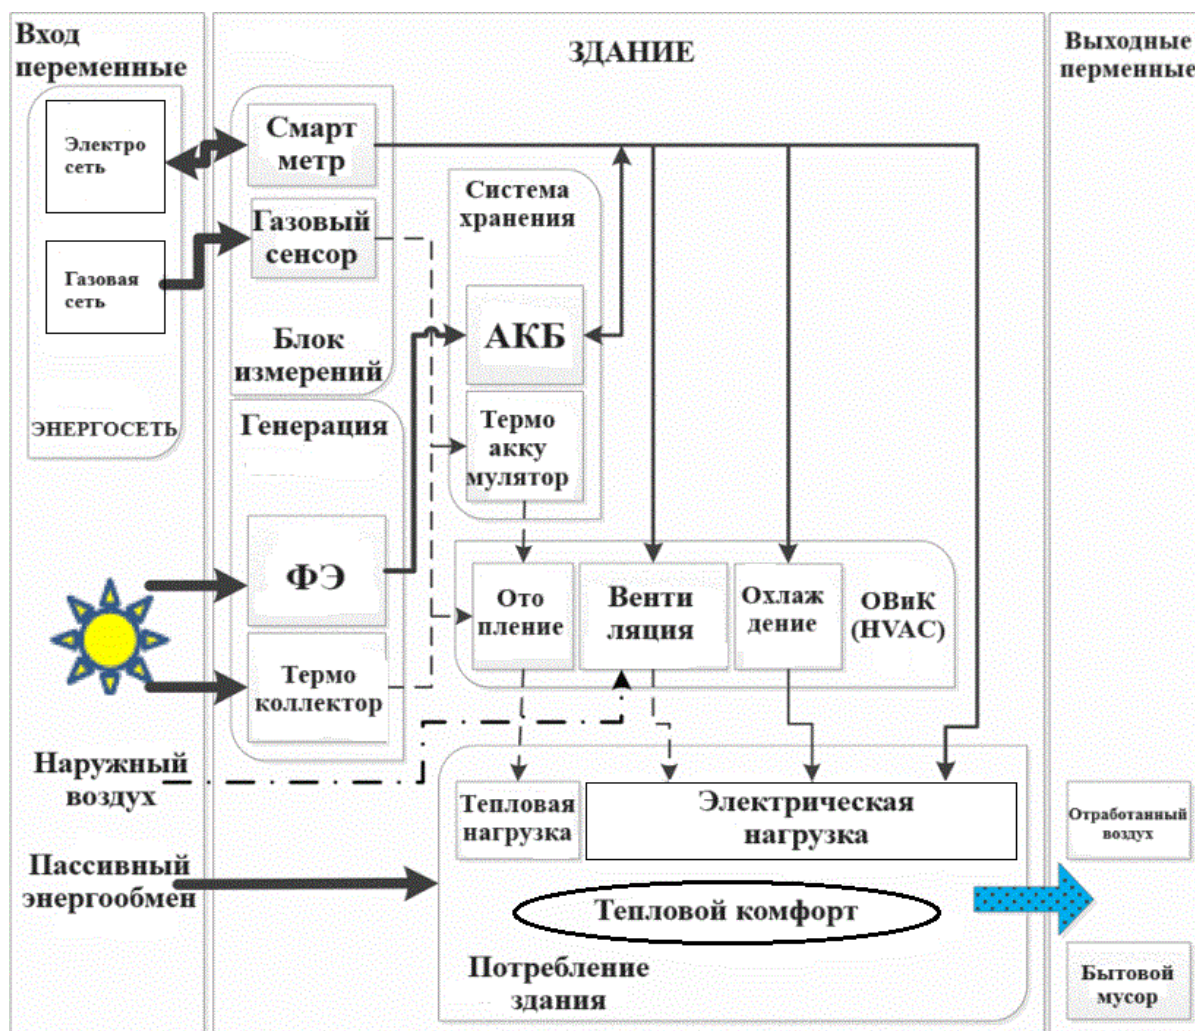 Вход
переменные
ЗДАНИЕ
Выходные
перменные
Электро
сеть
Газовая
сеть
ЭНЕРГОСЕТЬ
Смарт
метр
Газовый
сенсор
Блок
измерений
Система
хранения
АКБ
Термо
акку
мулятор
Генерация
ФЭ
Термо
коллектор
Ото
пление
Венти
ляция
Охлаж
дение
ОВиК
(HVAC)
Наружный
воздух
Пассивный
энергообмен
Тепловая
нагрузка
Электрическая
нагрузка
Тепловой комфорт
Потребление
здания
Отработанный
воздух
Бытовой
мусор